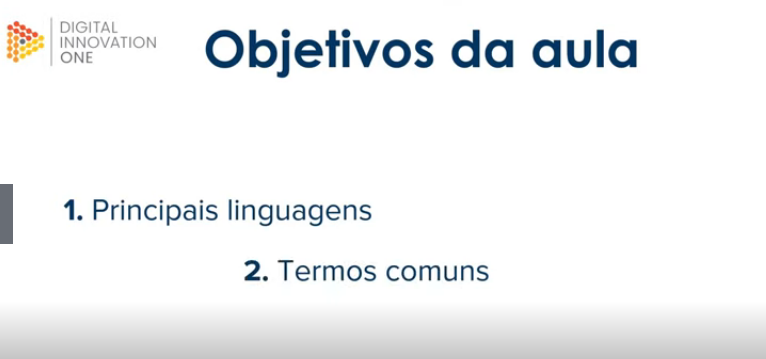 DIGITAL
INNOVATION
ONE
Objetivos da aula
1. Principais linguagens
2. Termos comuns